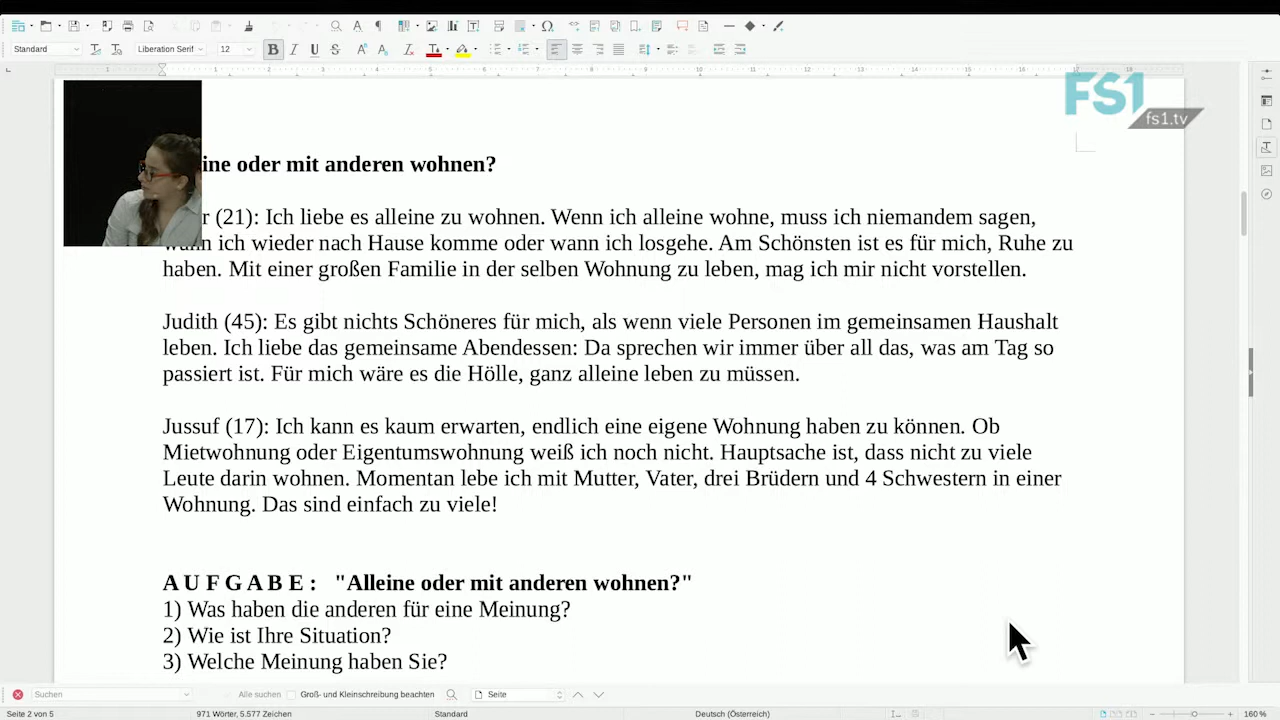 Standard
Liberation Serif
12
FS1
fs1.tv
ine oder mit anderen wohnen?
r (21): Ich liebe es alleine zu wohnen. Wenn ich alleine wohne, muss ich niemandem sagen,
wann ich wieder nach Hause komme oder wann ich losgehe. Am Schönsten ist es für mich, Ruhe zu
haben. Mit einer großen Familie in der selben Wohnung zu leben, mag ich mir nicht vorstellen.
Judith (45): Es gibt nichts Schöneres für mich, als wenn viele Personen im gemeinsamen Haushalt
leben. Ich liebe das gemeinsame Abendessen: Da sprechen wir immer über all das, was am Tag so
passiert ist. Für mich wäre es die Hölle, ganz alleine leben zu müssen.
Jussuf (17): Ich kann es kaum erwarten, endlich eine eigene Wohnung haben zu können. Ob
Mietwohnung oder Eigentumswohnung weiß ich noch nicht. Hauptsache ist, dass nicht zu viele
Leute darin wohnen. Momentan lebe ich mit Mutter, Vater, drei Brüdern und 4 Schwestern in einer
Wohnung. Das sind einfach zu viele!
A U F G A B E : "Alleine oder mit anderen wohnen?"
1) Was haben die anderen für eine Meinung?
2) Wie ist Ihre Situation?
3) Welche Meinung haben Sie?
Suchen
Alle suchen
Groß- und Kleinschreibung beachten
Seite
Seite 2 von 5
971 Wörter, 5.577 Zeichen
Standard
Deutsch (Österreich)
160 %